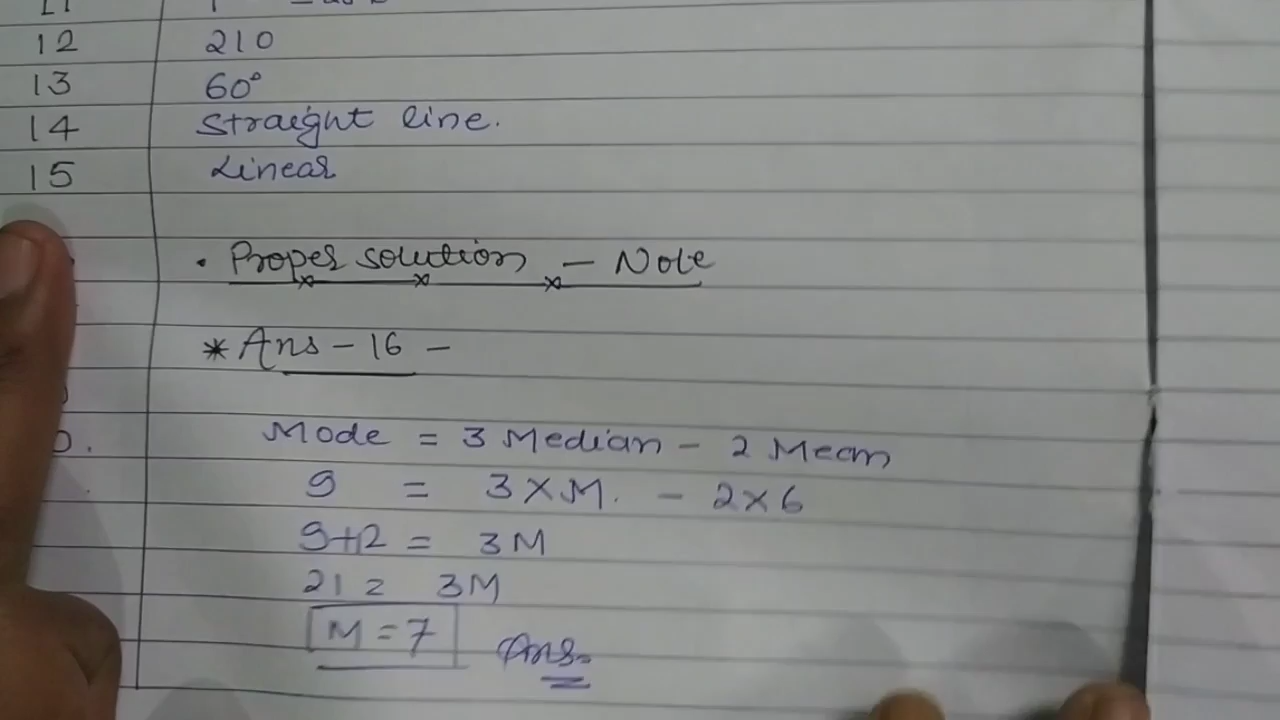 12 210
13 60°
14 Straight line.
15 Linear
• Proper solution - Note
* Ans - 16 -
Mode = 3 Median - 2 Mean
9 = 3 × M. - 2×6
9+12 = 3M
21 = 3M
M = 7 Ans.